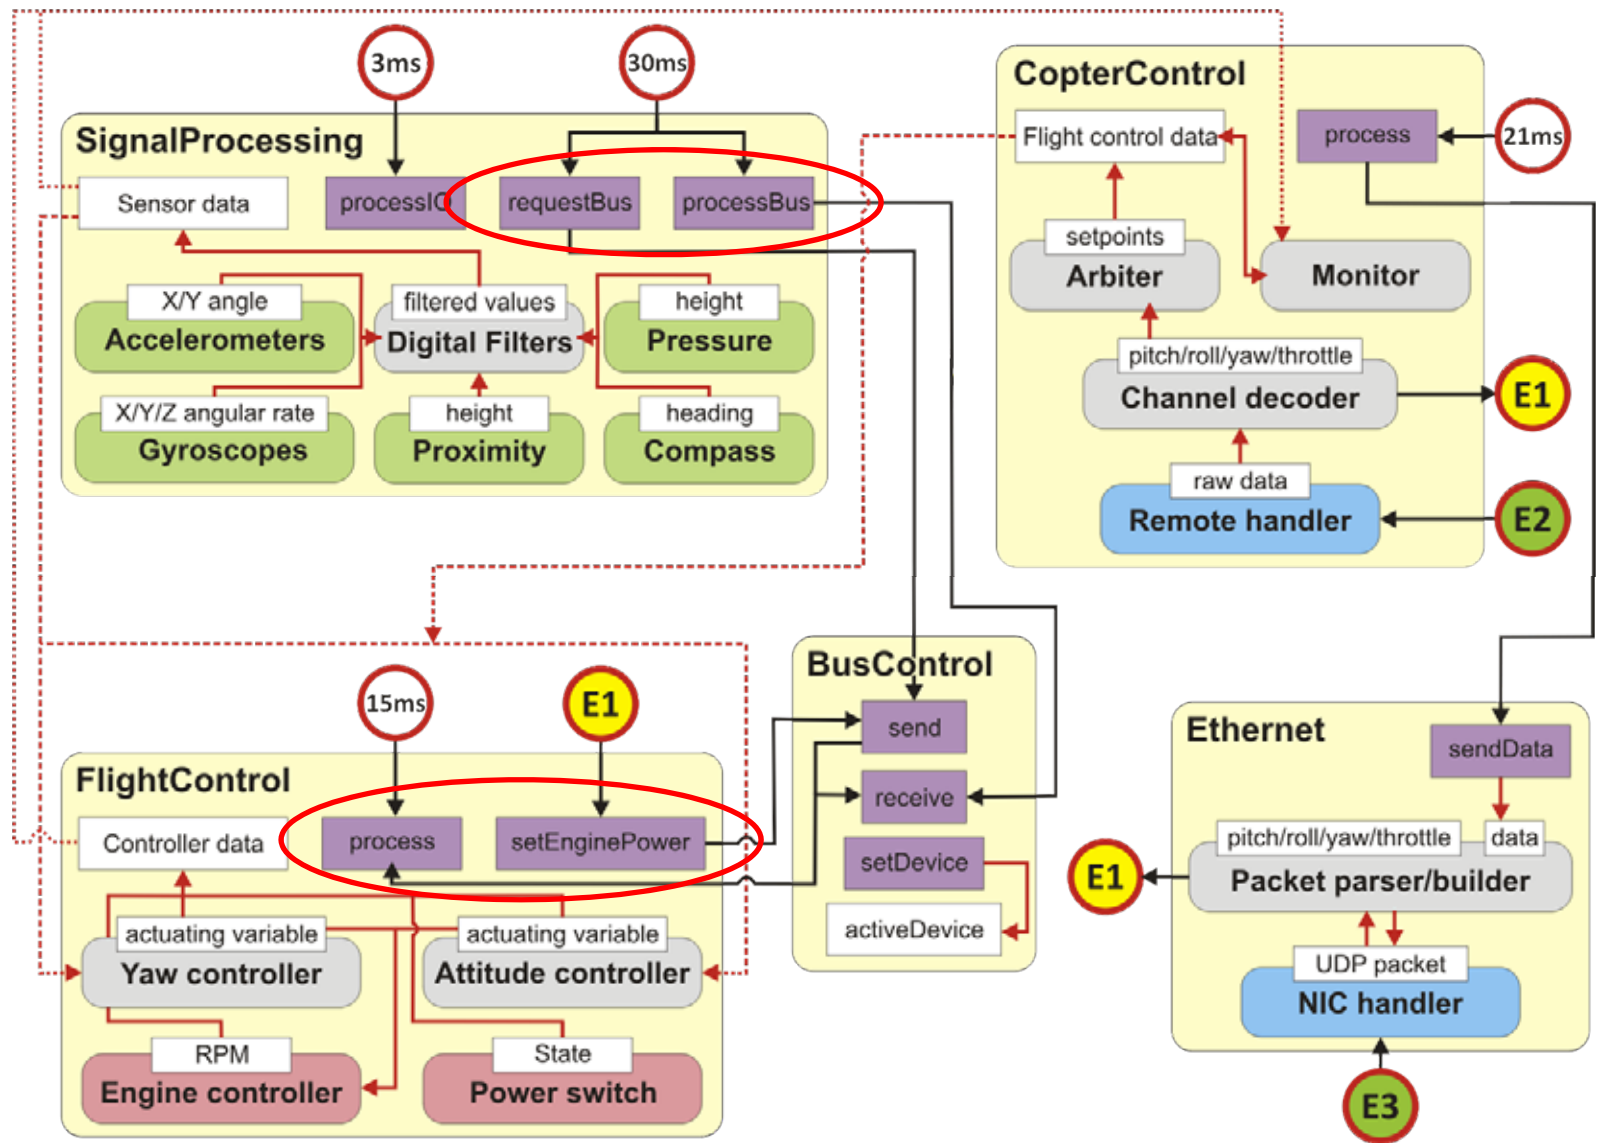 3ms
30ms
SignalProcessing
Sensor data
processIO
requestBus
processBus
X/Y angle
Accelerometers
filtered values
Digital Filters
height
Pressure
X/Y/Z angular rate
Gyroscopes
height
Proximity
heading
Compass
CopterControl
Flight control data
process
21ms
setpoints
Arbiter
Monitor
pitch/roll/yaw/throttle
Channel decoder
E1
raw data
Remote handler
E2
15ms
E1
FlightControl
Controller data
process
setEnginePower
actuating variable
Yaw controller
actuating variable
Attitude controller
RPM
Engine controller
State
Power switch
BusControl
send
receive
setDevice
activeDevice
Ethernet
sendData
pitch/roll/yaw/throttle
data
Packet parser/builder
E1
UDP packet
NIC handler
E3